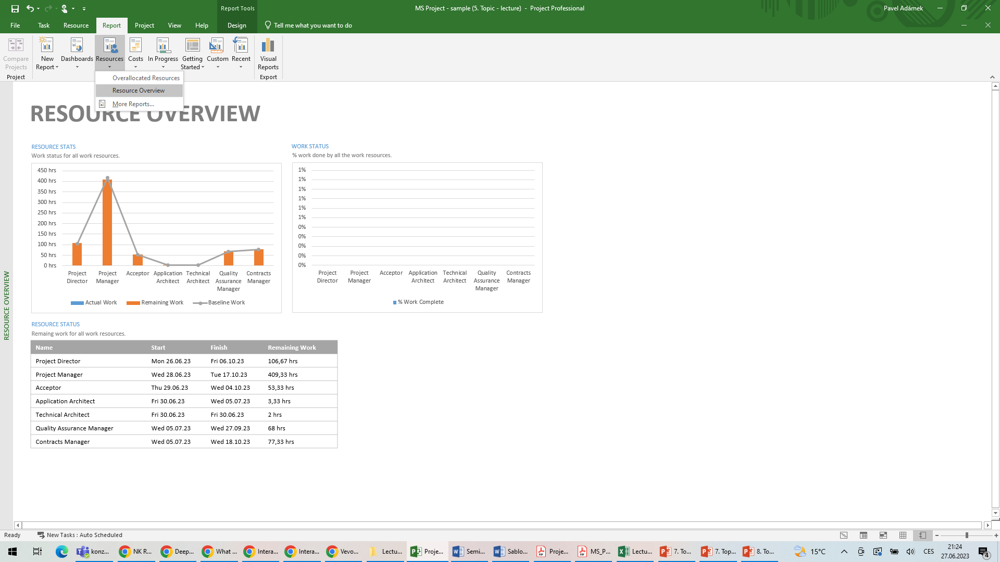 Report Tools
MS Project - sample (5. Topic - lecture) - Project Professional
Pavel Adámek
File Task Resource Report Project View Help Design Tell me what you want to do
Compare Projects
New Report
Dashboards
Resources
Costs
In Progress
Getting Started
Custom
Recent
Visual Reports
Project
Export
Overallocated Resources
Resource Overview
More Reports...
RESOURCE OVERVIEW
RESOURCE OVERVIEW
RESOURCE STATS
Work status for all work resources.
450 hrs
400 hrs
350 hrs
300 hrs
250 hrs
200 hrs
150 hrs
100 hrs
50 hrs
0 hrs
Project Director
Project Manager
Acceptor
Application Architect
Technical Architect
Quality Assurance Manager
Contracts Manager
Actual Work Remaining Work Baseline Work
WORK STATUS
% work done by all the work resources.
1%
1%
1%
1%
1%
1%
0%
0%
0%
0%
0%
Project Director
Project Manager
Acceptor
Application Architect
Technical Architect
Quality Assurance Manager
Contracts Manager
% Work Complete
RESOURCE STATUS
Remaing work for all work resources.
Name Start Finish Remaining Work
Project Director Mon 26.06.23 Fri 06.10.23 106,67 hrs
Project Manager Wed 28.06.23 Tue 17.10.23 409,33 hrs
Acceptor Thu 29.06.23 Wed 04.10.23 53,33 hrs
Application Architect Fri 30.06.23 Wed 05.07.23 3,33 hrs
Technical Architect Fri 30.06.23 Fri 30.06.23 2 hrs
Quality Assurance Manager Wed 05.07.23 Wed 27.09.23 68 hrs
Contracts Manager Wed 05.07.23 Wed 18.10.23 77,33 hrs
Ready New Tasks : Auto Scheduled
konz... NK R... Deep... What ... Intera... Intera... Vevo... Lectu... Proje... Semi... Sablo... Proje... MS_P... Lectu... 7. To... 7. Top... 8. To... 15°C CES
21:24
27.06.2023
4